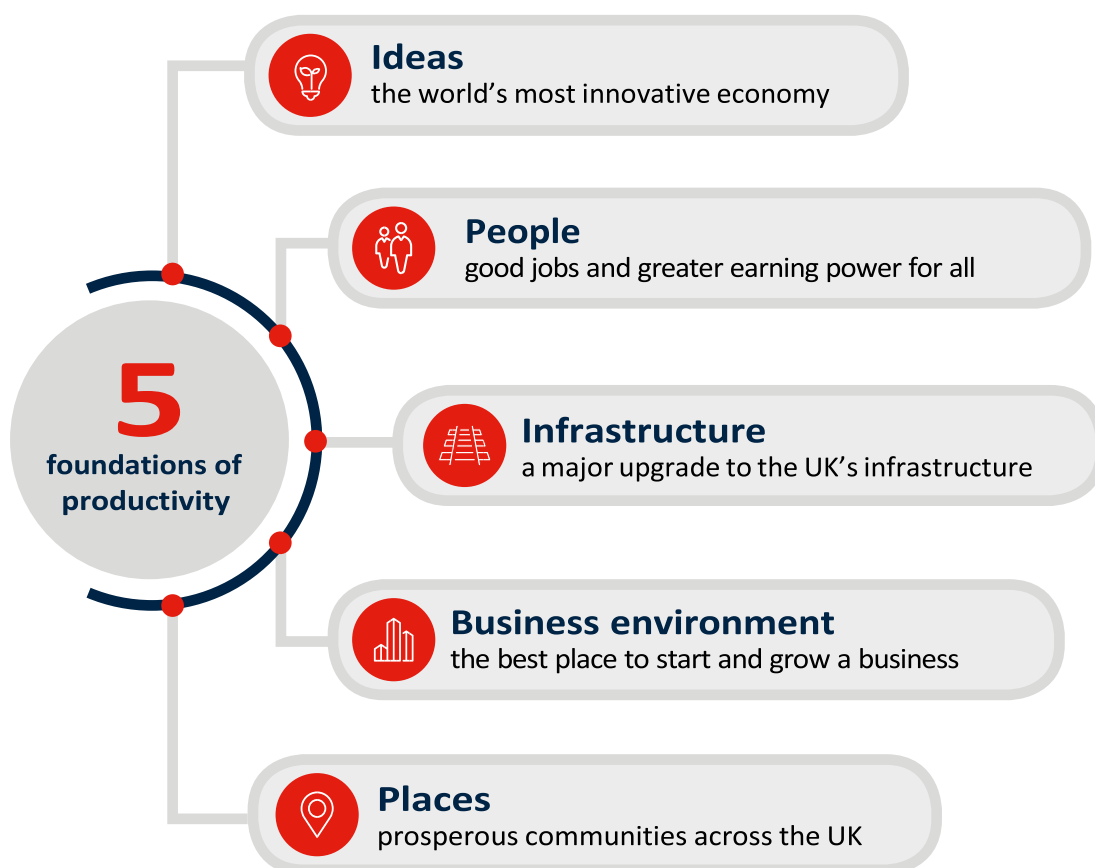 Ideas
the world’s most innovative economy
People
good jobs and greater earning power for all
5
foundations of
productivity
Infrastructure
a major upgrade to the UK’s infrastructure
Business environment
the best place to start and grow a business
Places
prosperous communities across the UK